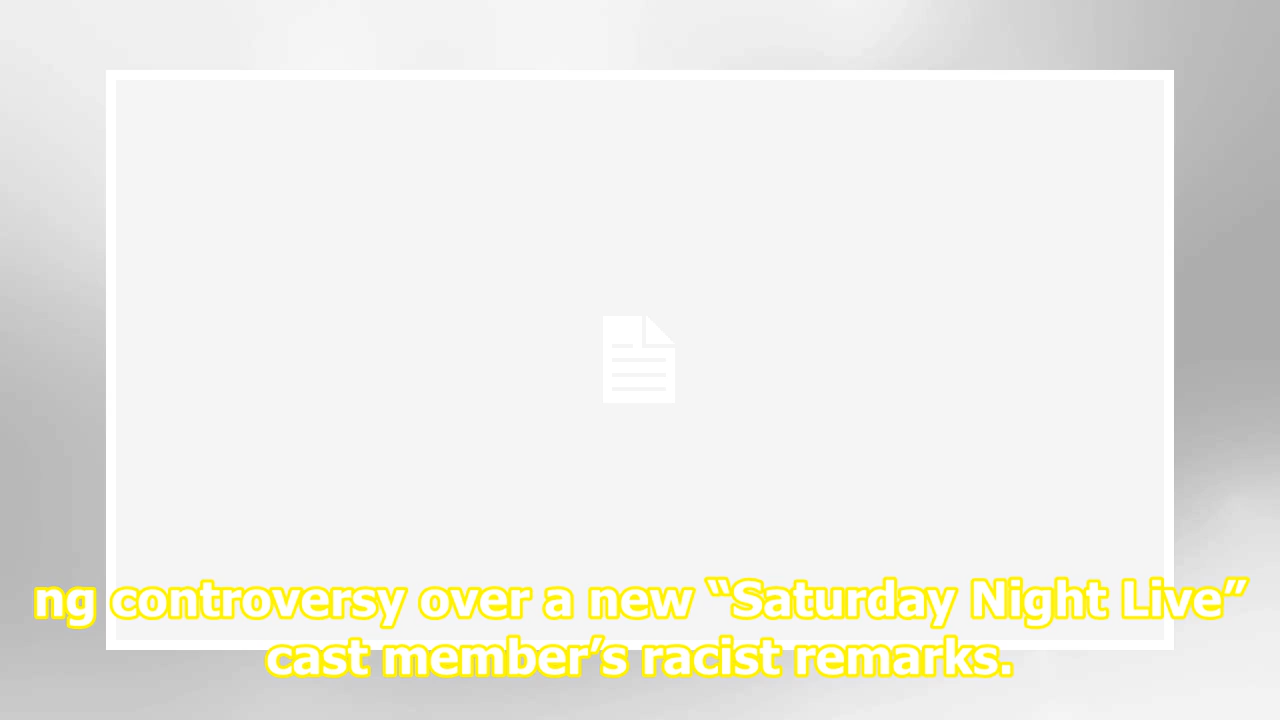 ng controversy over a new “Saturday Night Live”
cast member’s racist remarks.